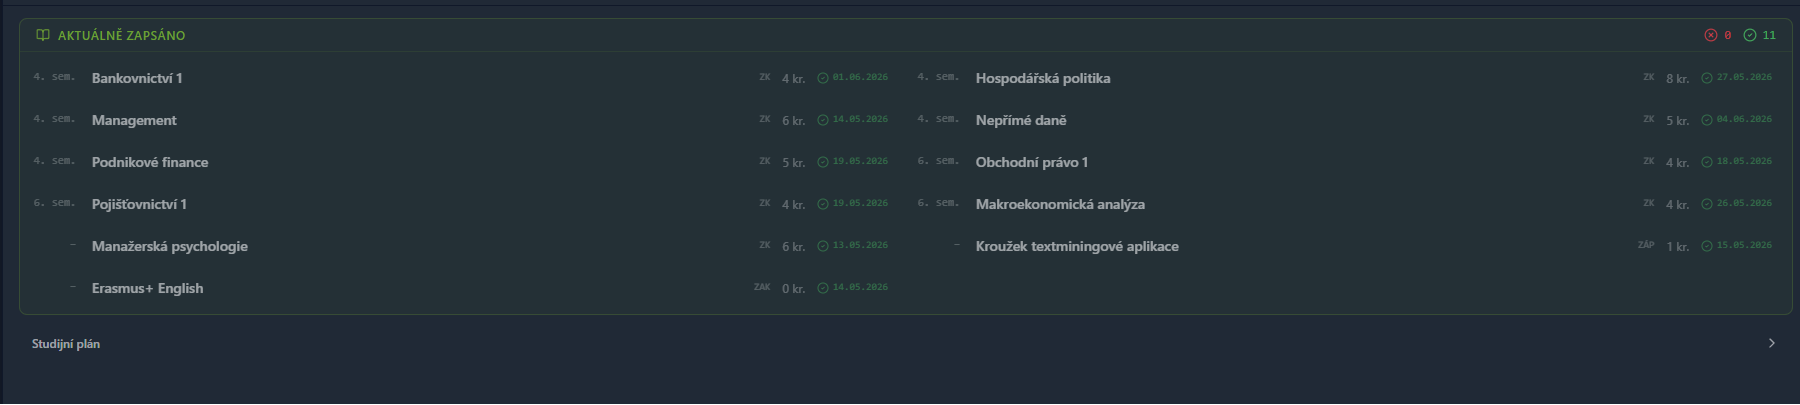 AKTUÁLNĚ ZAPSÁNO 0 11
4. sem. Bankovnictví 1 ZK 4 kr. 01.06.2026
4. sem. Hospodářská politika ZK 8 kr. 27.05.2026
4. sem. Management ZK 6 kr. 14.05.2026
4. sem. Nepřímé daně ZK 5 kr. 04.06.2026
4. sem. Podnikové finance ZK 5 kr. 19.05.2026
6. sem. Obchodní právo 1 ZK 4 kr. 18.05.2026
6. sem. Pojišťovnictví 1 ZK 4 kr. 19.05.2026
6. sem. Makroekonomická analýza ZK 4 kr. 26.05.2026
– Manažerská psychologie ZK 6 kr. 13.05.2026
– Kroužek textminingové aplikace ZÁP 1 kr. 15.05.2026
– Erasmus+ English ZAK 0 kr. 14.05.2026
Studijní plán